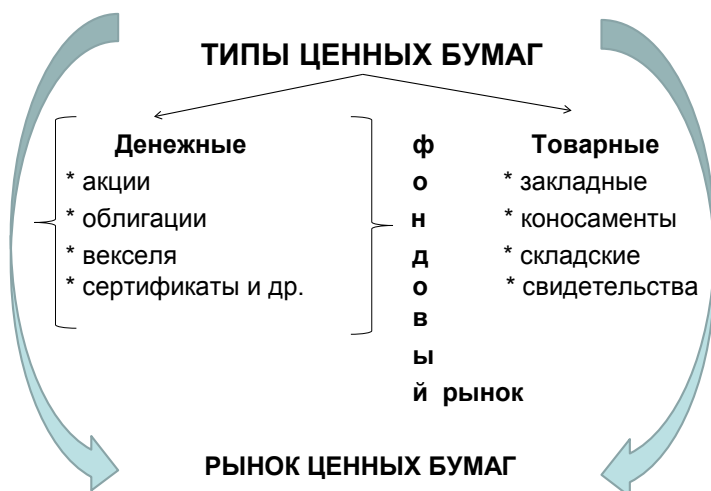 ТИПЫ ЦЕННЫХ БУМАГ
Денежные
* акции
* облигации
* векселя
* сертификаты и др.
ф
о
н
д
о
в
ы
й рынок
Товарные
* закладные
* коносаменты
* складские
* свидетельства
РЫНОК ЦЕННЫХ БУМАГ